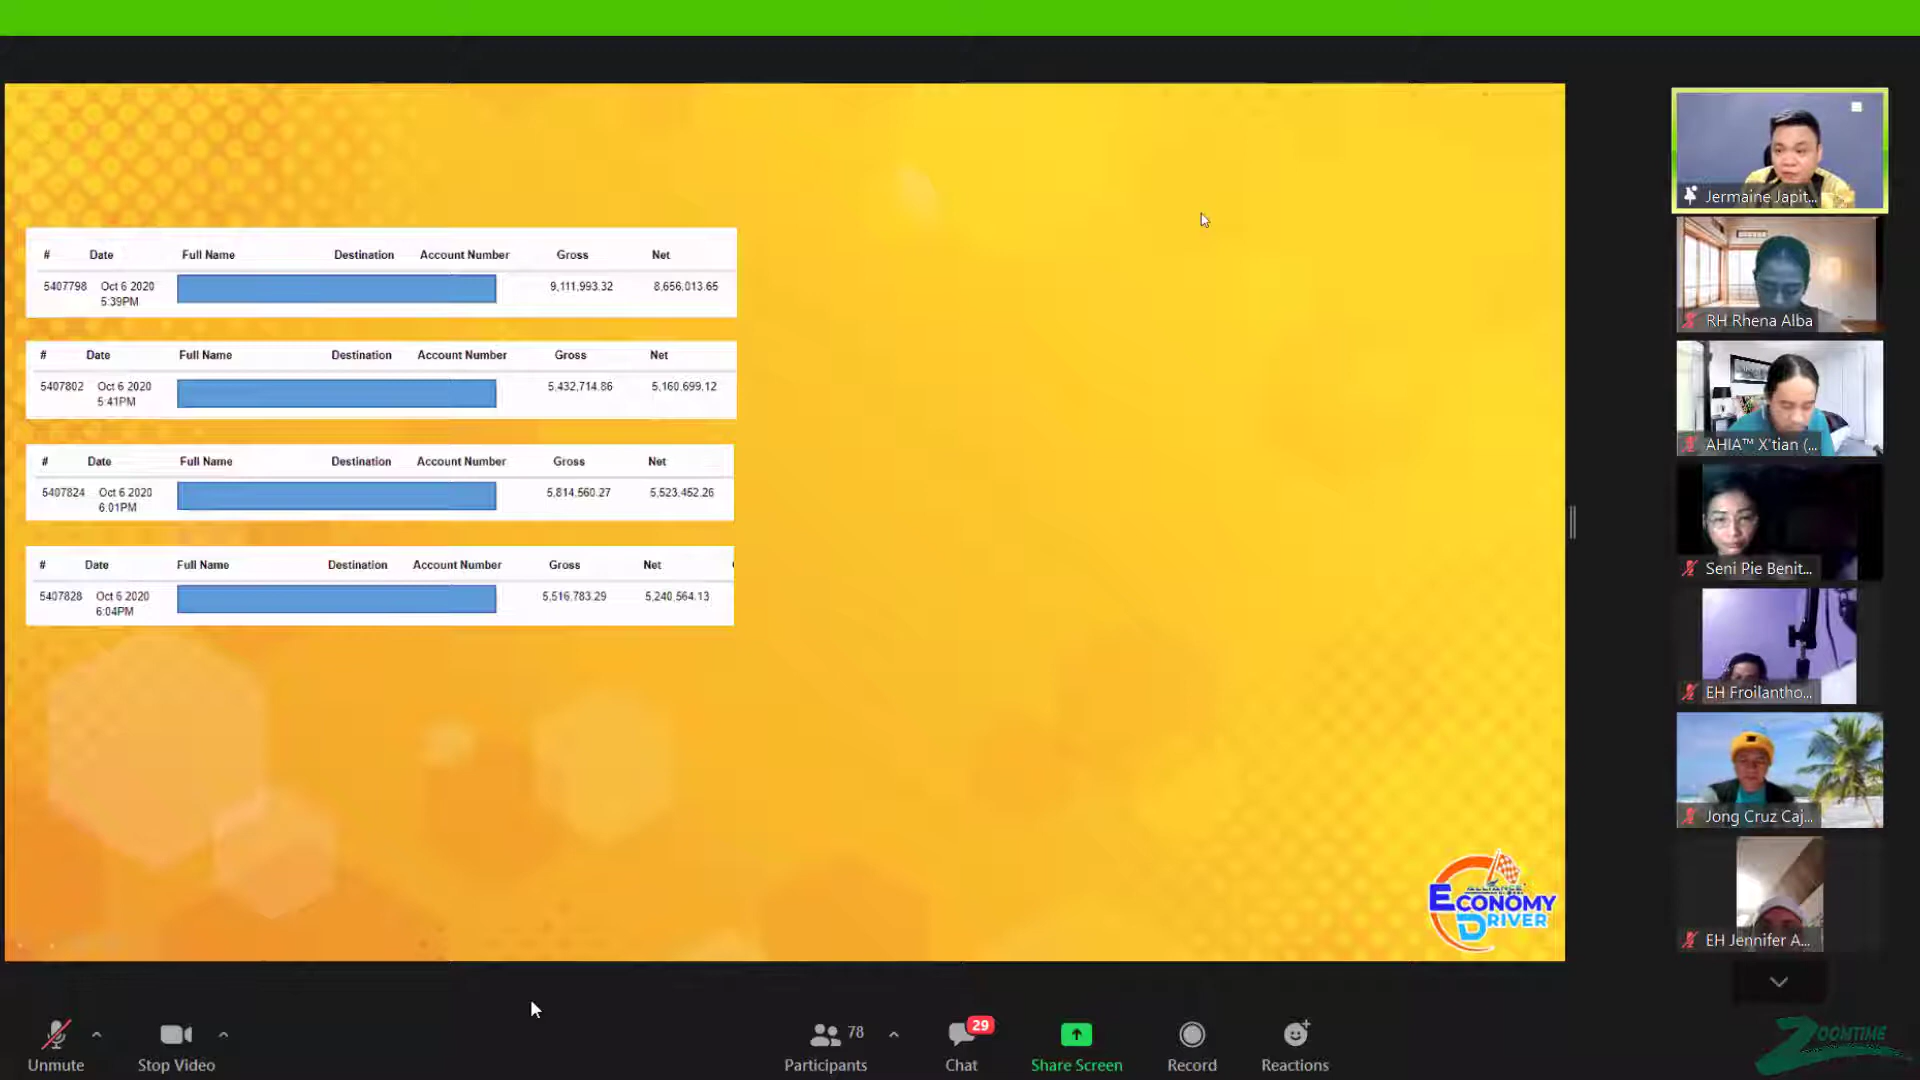 # Date Full Name Destination Account Number Gross Net
5407798 Oct 6 2020 9,111,993.32 8,656,013.65
5:39PM
# Date Full Name Destination Account Number Gross Net
5407802 Oct 6 2020 5,432,714.86 5,160,699.12
5:41PM
# Date Full Name Destination Account Number Gross Net
5407824 Oct 6 2020 5,814,560.27 5,523,452.26
6:01PM
# Date Full Name Destination Account Number Gross Net
5407828 Oct 6 2020 5,516,783.29 5,240,564.13
6:04PM
ALLIANCE
ECONOMY
DRIVER
Jermaine Japit...
RH Rhena Alba
AHIA™ X'tian (...
Seni Pie Benit...
EH Froilantho...
Jong Cruz Caj...
EH Jennifer A...
Unmute
Stop Video
78
Participants
29
Chat
Share Screen
Record
Reactions
ZOOMTIME